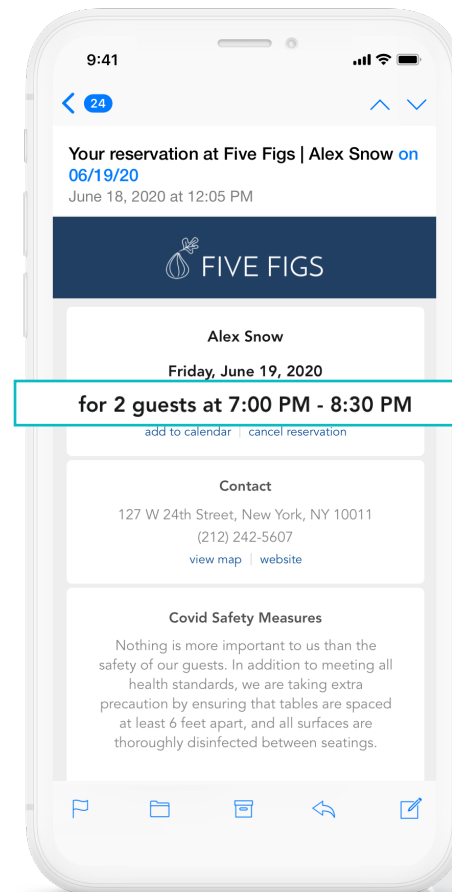 9:41
24
Your reservation at Five Figs | Alex Snow on
06/19/20
June 18, 2020 at 12:05 PM
FIVE FIGS
Alex Snow
Friday, June 19, 2020
for 2 guests at 7:00 PM - 8:30 PM
add to calendar | cancel reservation
Contact
127 W 24th Street, New York, NY 10011
(212) 242-5607
view map | website
Covid Safety Measures
Nothing is more important to us than the
safety of our guests. In addition to meeting all
health standards, we are taking extra
precaution by ensuring that tables are spaced
at least 6 feet apart, and all surfaces are
thoroughly disinfected between seatings.